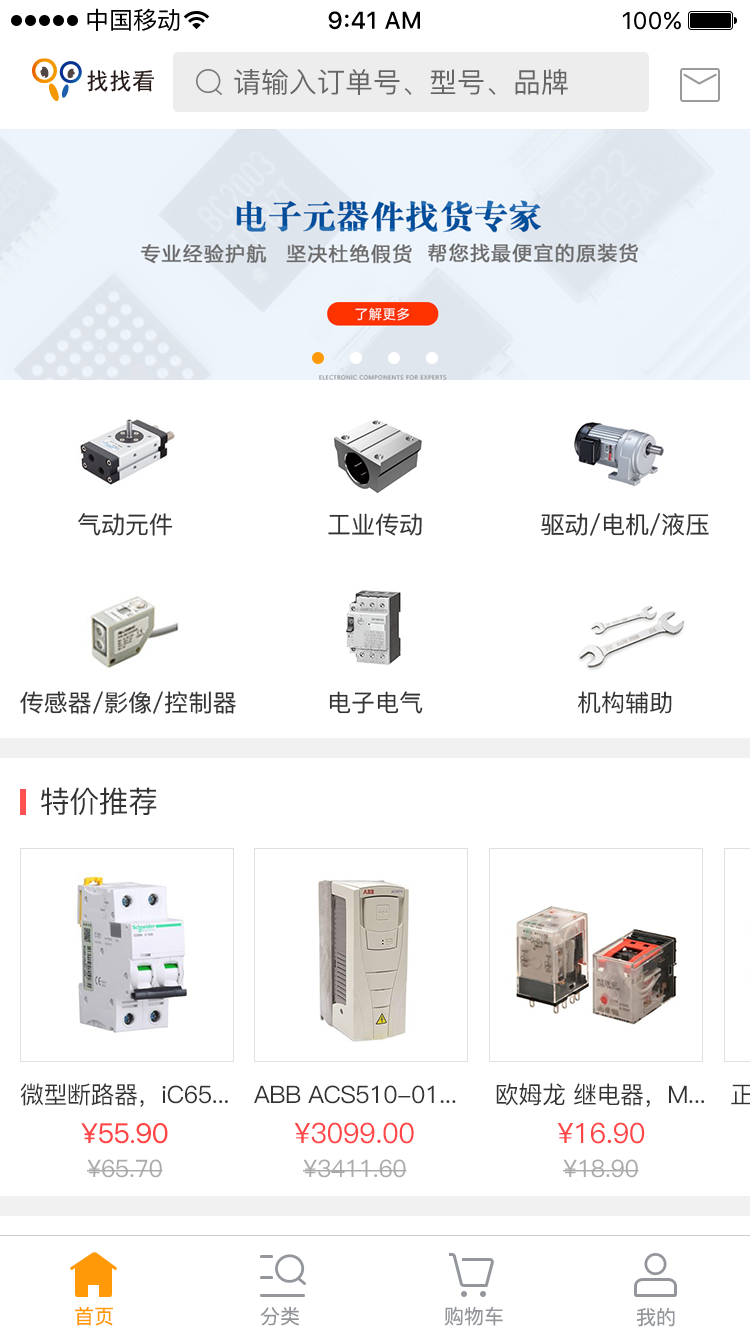 中国移动 9:41 AM 100%
找找看 请输入订单号、型号、品牌
电子元器件找货专家
专业经验护航 坚决杜绝假货 帮您找最便宜的原装货
了解更多
ELECTRONIC COMPONENTS FOR EXPERTS
气动元件 工业传动 驱动/电机/液压
传感器/影像/控制器 电子电气 机构辅助
特价推荐
Schneider
ABB
微型断路器，iC65... ABB ACS510-01... 欧姆龙 继电器，M... 正
¥55.90 ¥3099.00 ¥16.90
¥65.70 ¥3411.60 ¥18.90
首页 分类 购物车 我的